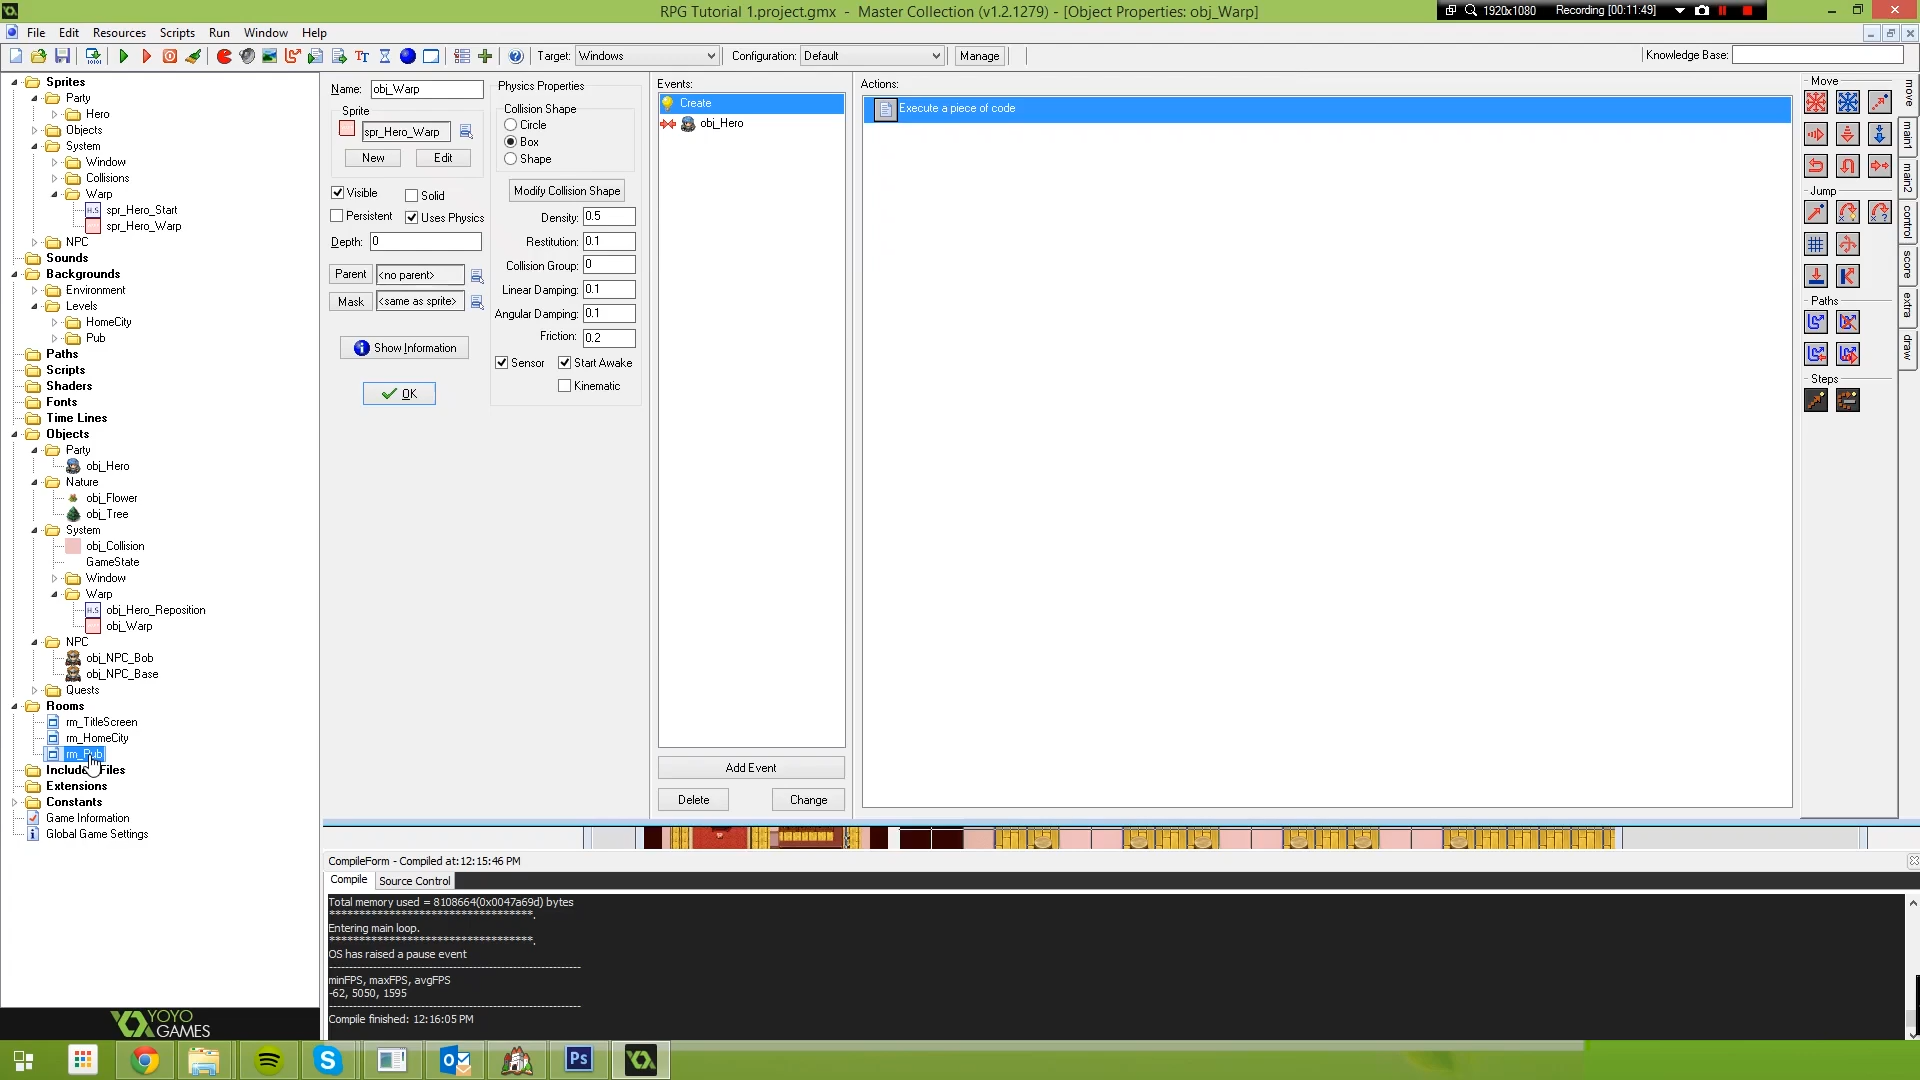 RPG Tutorial 1.project.gmx - Master Collection (v1.2.1279) - [Object Properties: obj_Warp]
1920x1080 Recording [00:11:49]
File Edit Resources Scripts Run Window Help
Target: Windows Configuration: Default Manage Knowledge Base:
Sprites
Party
Hero
Objects
System
Window
Collisions
Warp
H.S spr_Hero_Start
spr_Hero_Warp
NPC
Sounds
Backgrounds
Environment
Levels
HomeCity
Pub
Paths
Scripts
Shaders
Fonts
Time Lines
Objects
Party
obj_Hero
Nature
obj_Flower
obj_Tree
System
obj_Collision
GameState
Window
Warp
H.S obj_Hero_Reposition
obj_Warp
NPC
obj_NPC_Bob
obj_NPC_Base
Quests
Rooms
rm_TitleScreen
rm_HomeCity
rm_Pub
Files
Extensions
Constants
Game Information
Global Game Settings
YOYO
GAMES
Name: obj_Warp
Sprite
spr_Hero_Warp
New Edit
Visible Solid
Persistent Uses Physics
Depth: 0
Parent <no parent>
Mask <same as sprite>
Show Information
OK
Physics Properties
Collision Shape
Circle
Box
Shape
Modify Collision Shape
Density: 0.5
Restitution: 0.1
Collision Group: 0
Linear Damping: 0.1
Angular Damping: 0.1
Friction: 0.2
Sensor Start Awake
Kinematic
Events:
Create
obj_Hero
Add Event
Delete Change
Actions:
Execute a piece of code
Move
Jump
Paths
Steps
move
main1
main2
control
score
extra
draw
CompileForm - Compiled at: 12:15:46 PM
Compile Source Control
Total memory used = 8108664(0x0047a69d) bytes
***********************************.
Entering main loop.
***********************************.
OS has raised a pause event
------------------------------------------------------------
minFPS, maxFPS, avgFPS
-62, 5050, 1595
------------------------------------------------------------
Compile finished: 12:16:05 PM
Ps